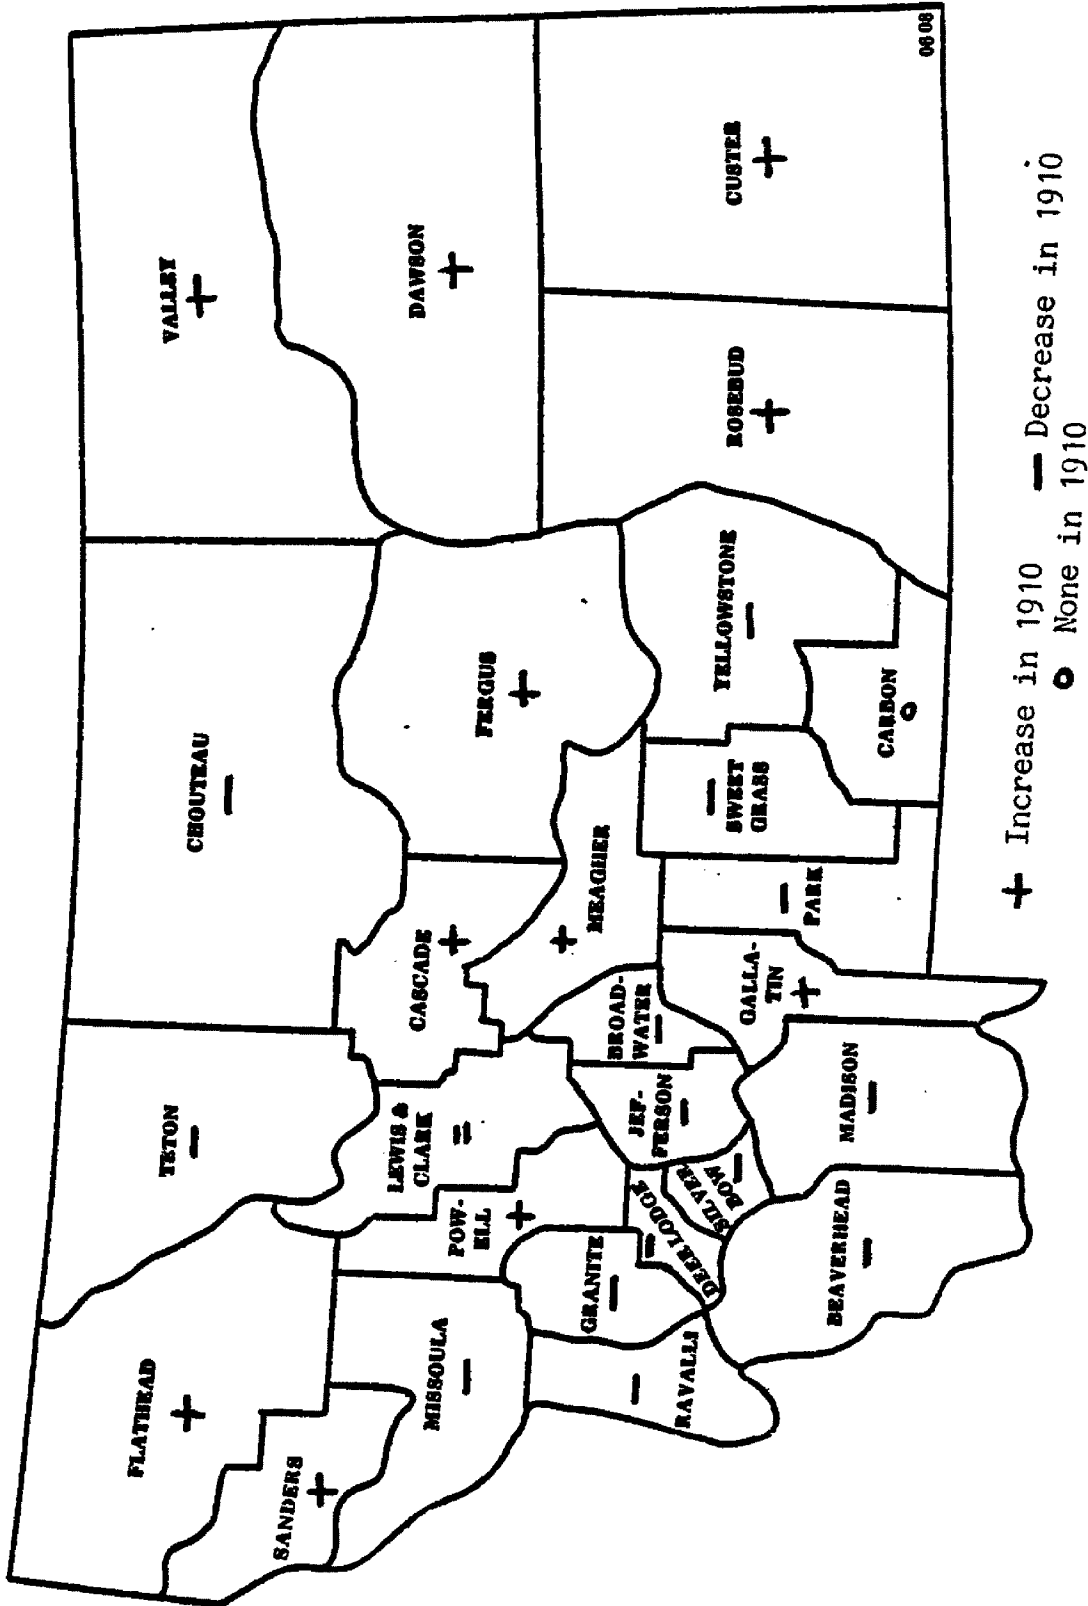 FLATHEAD
+
SANDERS
+
TETON
—
CHOUTEAU
—
VALLEY
+
MISSOULA
—
POW-
ELL
+
LEWIS &
CLARK
=
CASCADE
+
FERGUS
+
DAWSON
+
GRANITE
—
RAVALLI
—
DEER LODGE
—
SILVER
BOW
—
JEF-
FERSON
—
BROAD-
WATER
—
MEAGHER
+
BEAVERHEAD
—
MADISON
—
GALLA-
TIN
+
PARK
—
SWEET
GRASS
—
YELLOWSTONE
—
CARBON
o
ROSEBUD
+
CUSTER
+
+ Increase in 1910 — Decrease in 1910
o None in 1910